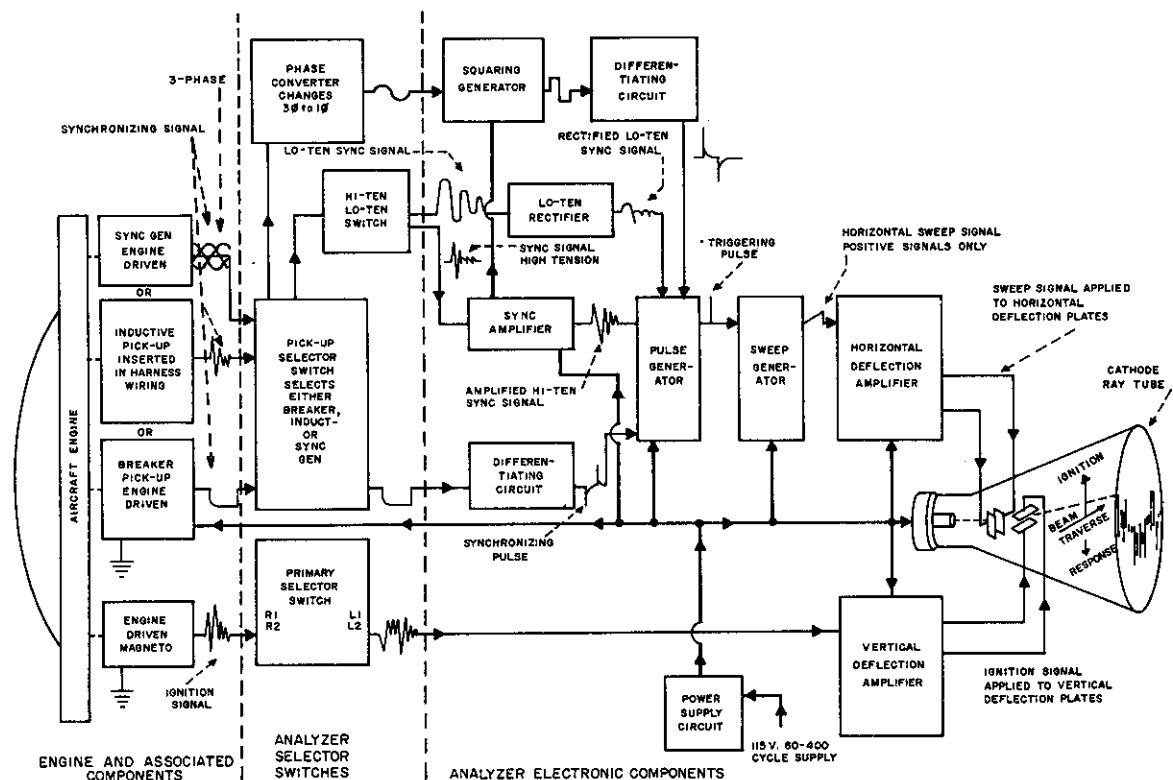 3-PHASE
SYNCHRONIZING SIGNAL
PHASE
CONVERTER
CHANGES
3Ø to 1Ø
SQUARING
GENERATOR
DIFFEREN-
TIATING
CIRCUIT
LO-TEN SYNC SIGNAL
RECTIFIED LO-TEN
SYNC SIGNAL
HI-TEN
LO-TEN
SWITCH
LO-TEN
RECTIFIER
SYNC SIGNAL
HIGH TENSION
TRIGGERING
PULSE
HORIZONTAL SWEEP SIGNAL
POSITIVE SIGNALS ONLY
SWEEP SIGNAL APPLIED
TO HORIZONTAL
DEFLECTION PLATES
CATHODE
RAY TUBE
AIRCRAFT ENGINE
SYNC GEN
ENGINE
DRIVEN
OR
INDUCTIVE
PICK-UP
INSERTED
IN HARNESS
WIRING
OR
BREAKER
PICK-UP
ENGINE
DRIVEN
PICK-UP
SELECTOR
SWITCH
SELECTS
EITHER
BREAKER,
INDUCT-
OR
SYNC
GEN
SYNC
AMPLIFIER
AMPLIFIED HI-TEN
SYNC SIGNAL
PULSE
GENER-
ATOR
SWEEP
GENER-
ATOR
HORIZONTAL
DEFLECTION
AMPLIFIER
DIFFEREN-
TIATING
CIRCUIT
SYNCHRONIZING
PULSE
IGNITION
BEAM
TRAVERSE
RESPONSE
ENGINE
DRIVEN
MAGNETO
IGNITION
SIGNAL
PRIMARY
SELECTOR
SWITCH
R1 L1
R2 L2
POWER
SUPPLY
CIRCUIT
115 V. 60-400
CYCLE SUPPLY
VERTICAL
DEFLECTION
AMPLIFIER
IGNITION SIGNAL
APPLIED TO VERTICAL
DEFLECTION PLATES
ENGINE AND ASSOCIATED
COMPONENTS
ANALYZER
SELECTOR
SWITCHES
ANALYZER ELECTRONIC COMPONENTS